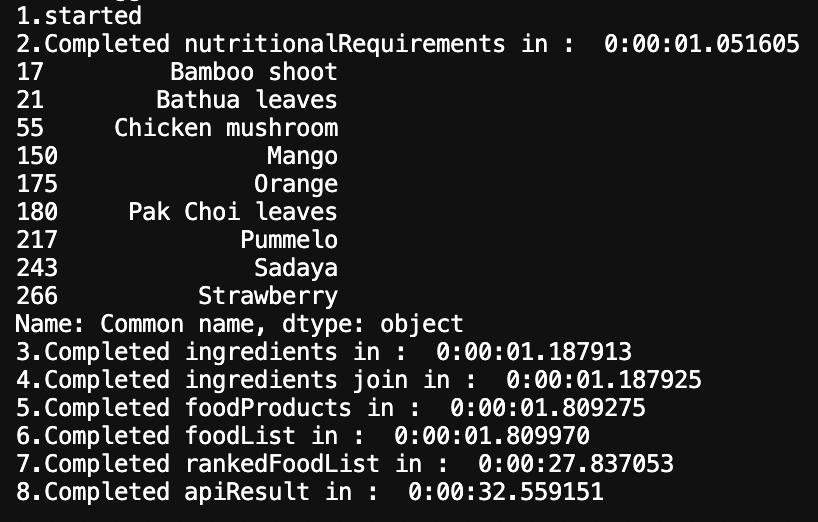 1.started
2.Completed nutritionalRequirements in :  0:00:01.051605
17         Bamboo shoot
21        Bathua leaves
55     Chicken mushroom
150               Mango
175              Orange
180     Pak Choi leaves
217             Pummelo
243              Sadaya
266          Strawberry
Name: Common name, dtype: object
3.Completed ingredients in :  0:00:01.187913
4.Completed ingredients join in :  0:00:01.187925
5.Completed foodProducts in :  0:00:01.809275
6.Completed foodList in :  0:00:01.809970
7.Completed rankedFoodList in :  0:00:27.837053
8.Completed apiResult in :  0:00:32.559151